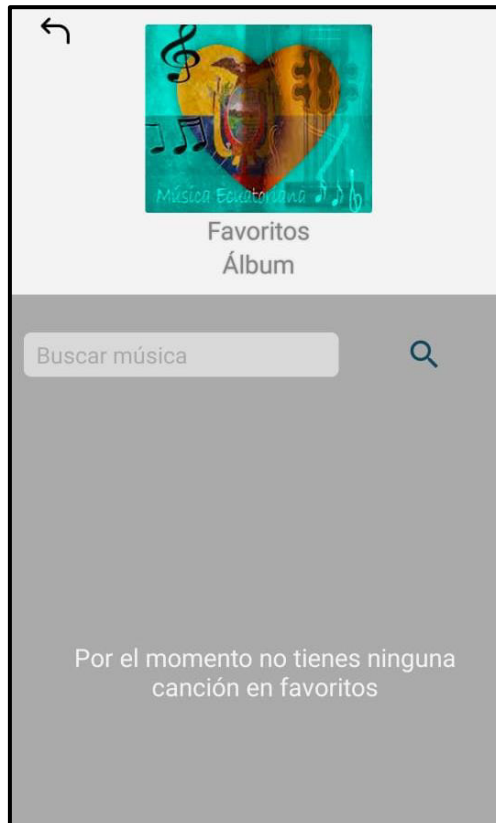 Música Ecuatoriana
Favoritos
Álbum
Buscar música
Por el momento no tienes ninguna
canción en favoritos